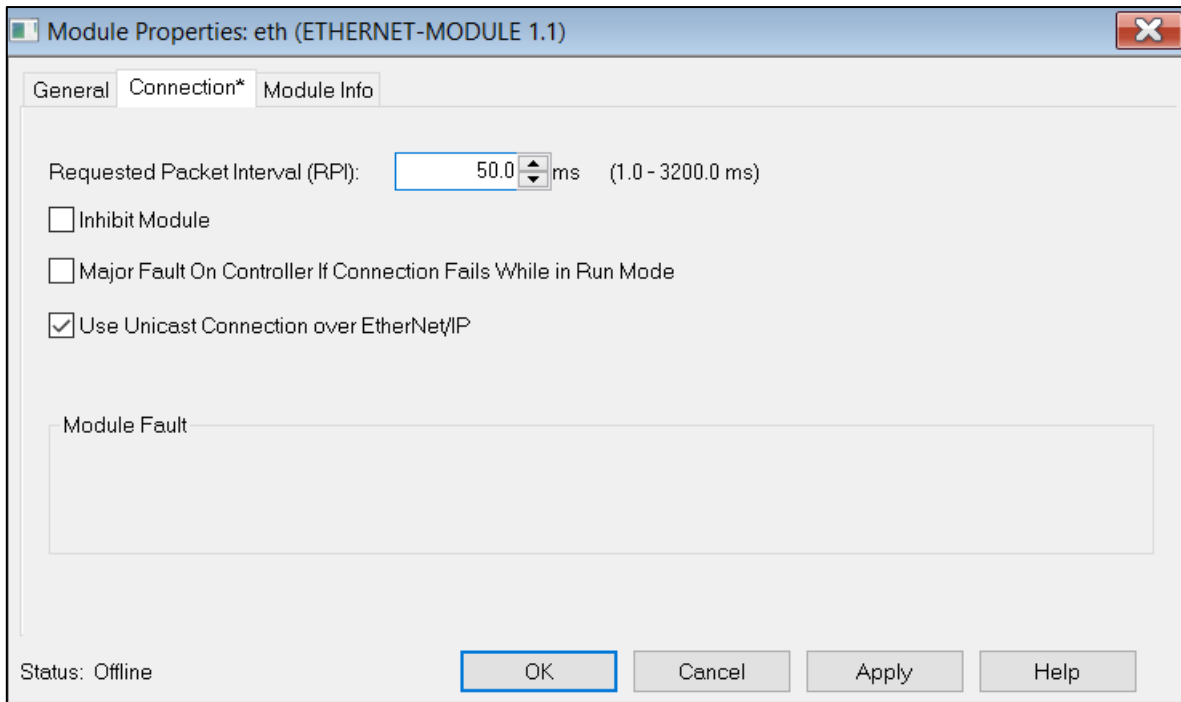 Module Properties: eth (ETHERNET-MODULE 1.1)
General Connection* Module Info
Requested Packet Interval (RPI): 50.0 ms (1.0 - 3200.0 ms)
Inhibit Module
Major Fault On Controller If Connection Fails While in Run Mode
Use Unicast Connection over EtherNet/IP
Module Fault
Status: Offline OK Cancel Apply Help